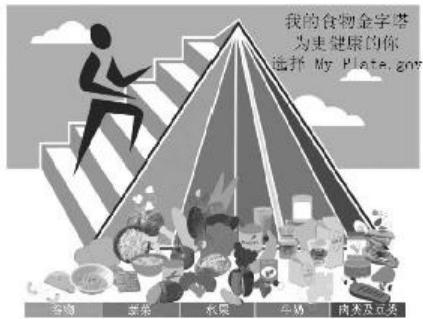 我的食物金字塔
为更健康的你
选择 My Plate.gov
谷物
蔬菜
水果
牛奶
肉类及豆类